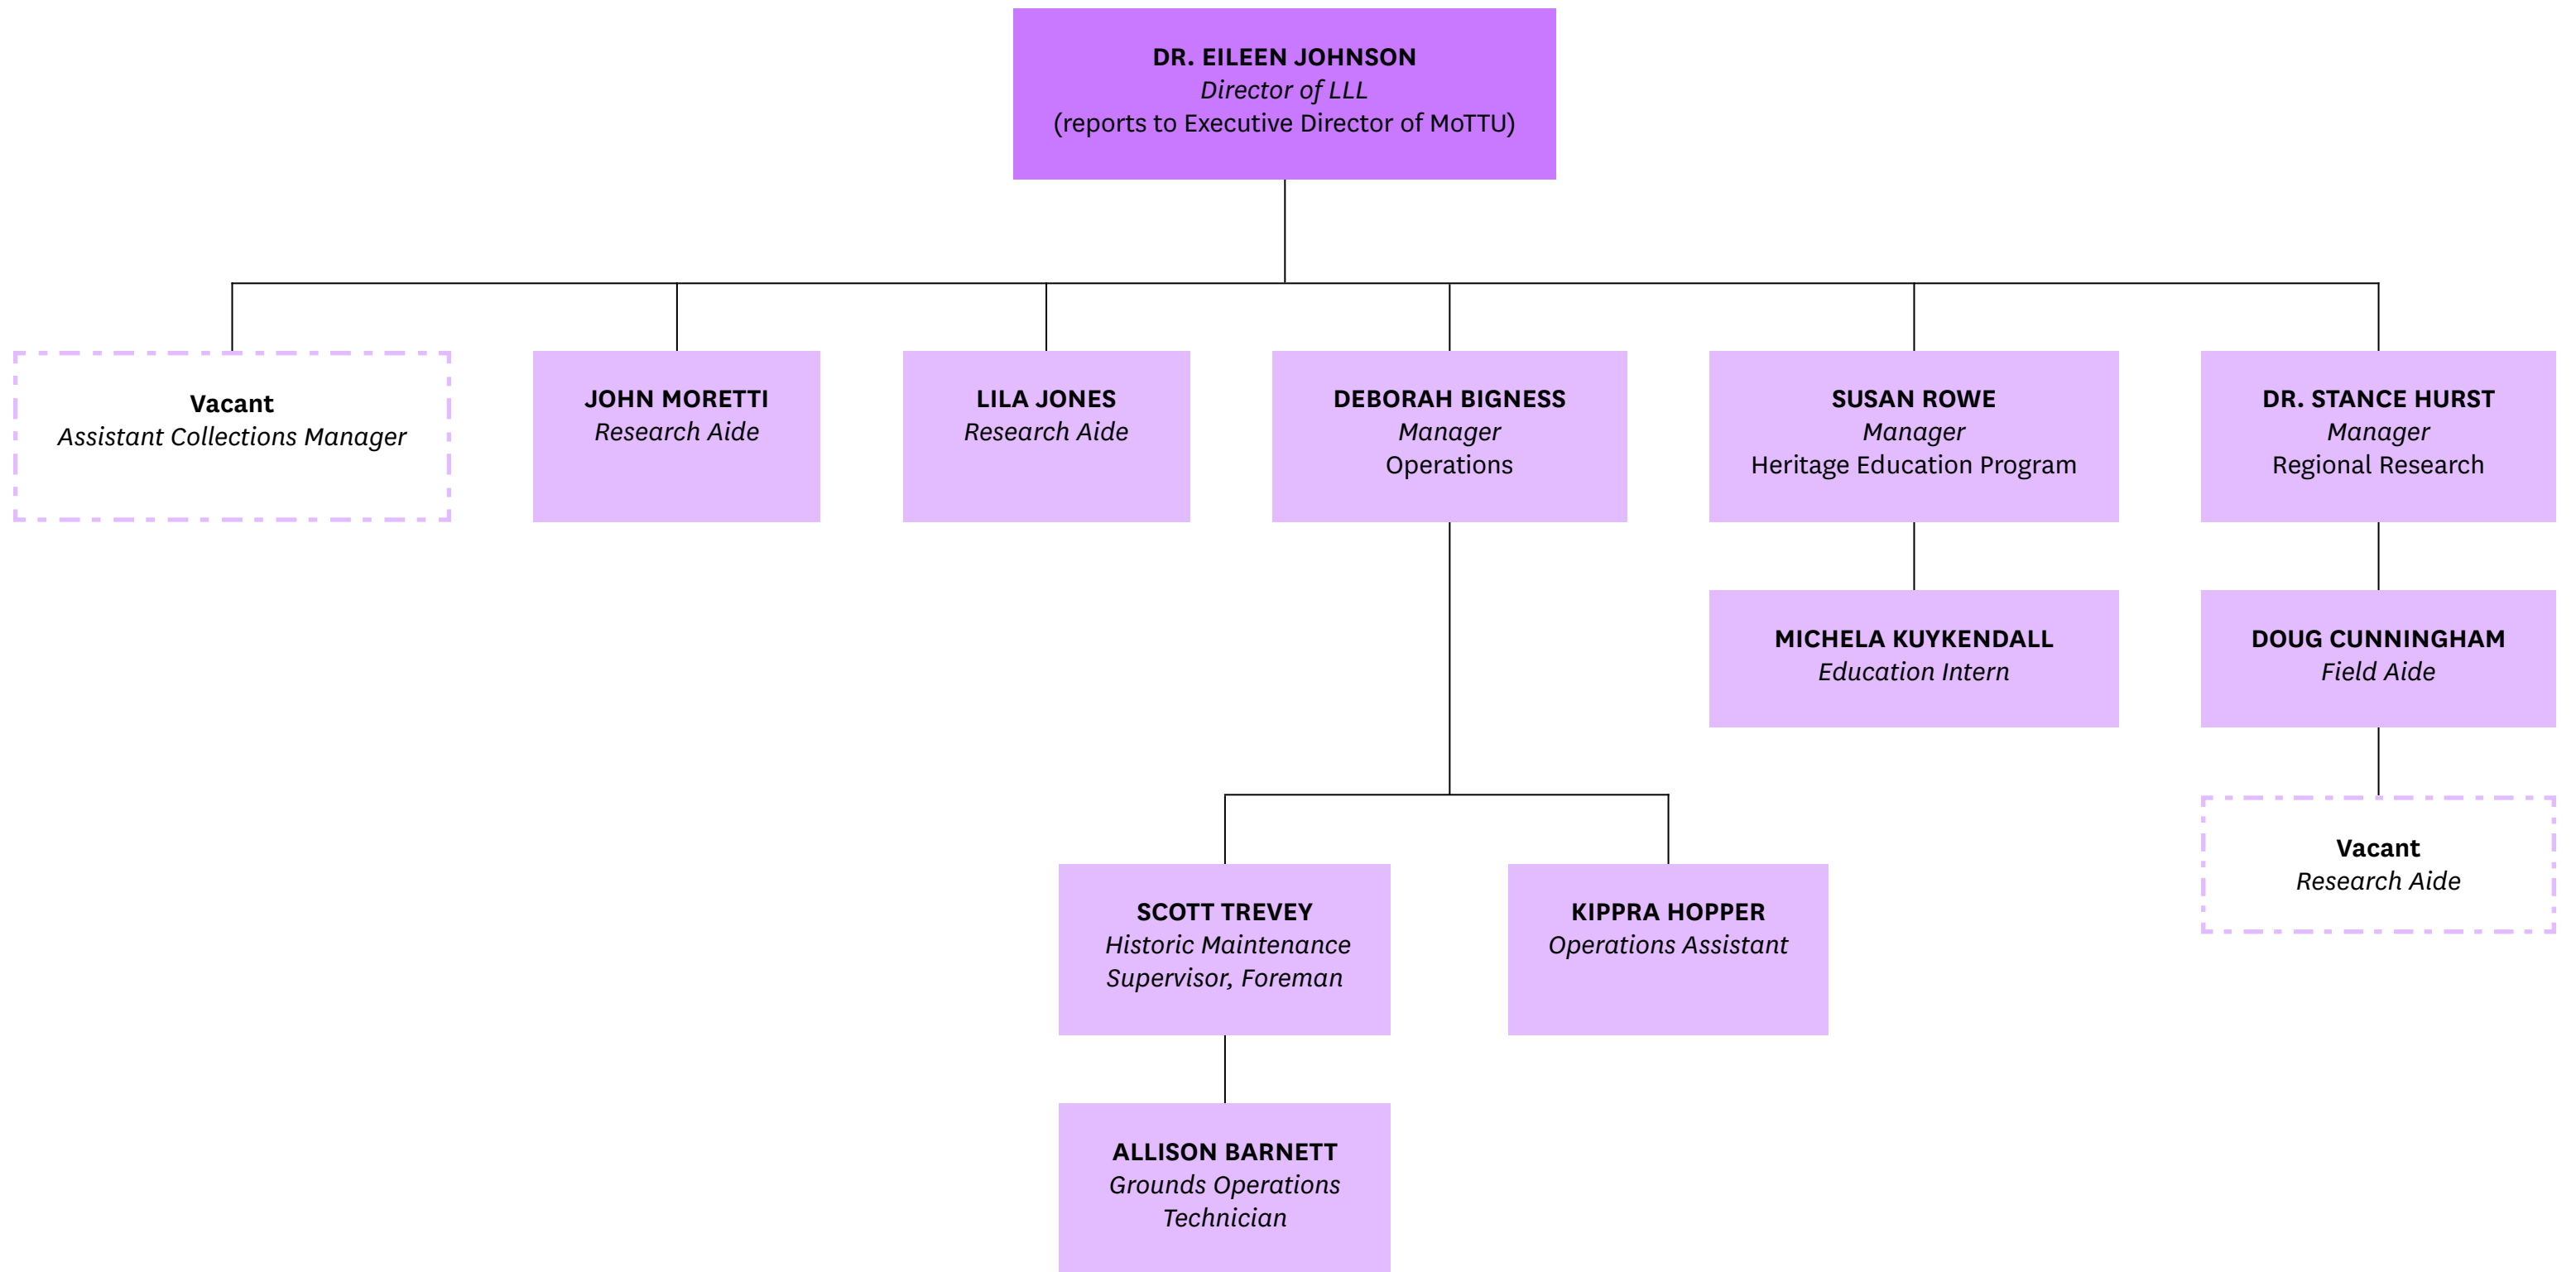 DR. EILEEN JOHNSON
Director of LLL
(reports to Executive Director of MoTTU)
Vacant
Assistant Collections Manager
JOHN MORETTI
Research Aide
LILA JONES
Research Aide
DEBORAH BIGNESS
Manager
Operations
SUSAN ROWE
Manager
Heritage Education Program
DR. STANCE HURST
Manager
Regional Research
MICHELA KUYKENDALL
Education Intern
DOUG CUNNINGHAM
Field Aide
Vacant
Research Aide
SCOTT TREVEY
Historic Maintenance
Supervisor, Foreman
KIPPRA HOPPER
Operations Assistant
ALLISON BARNETT
Grounds Operations
Technician